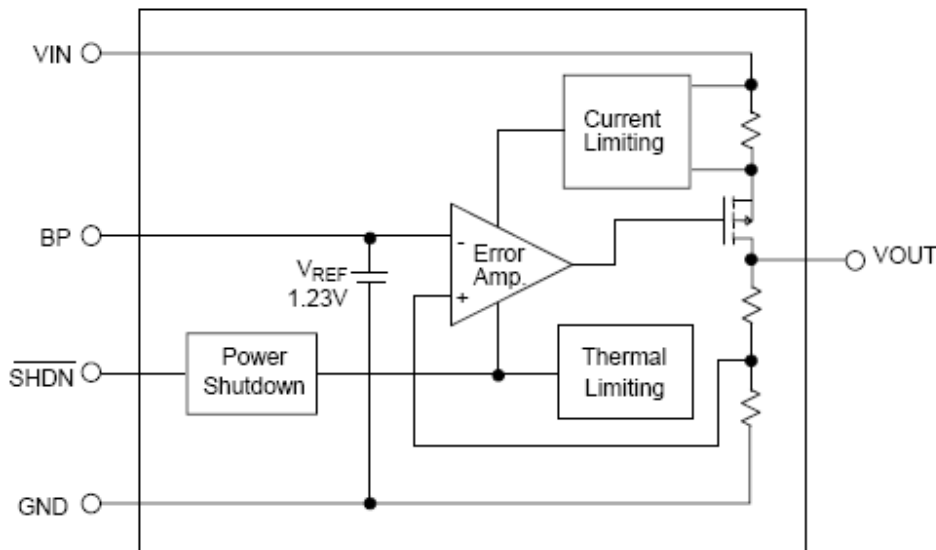 VIN
Current
Limiting
BP
-
Error
Amp.
+
VREF
1.23V
VOUT
SHDN
Power
Shutdown
Thermal
Limiting
GND